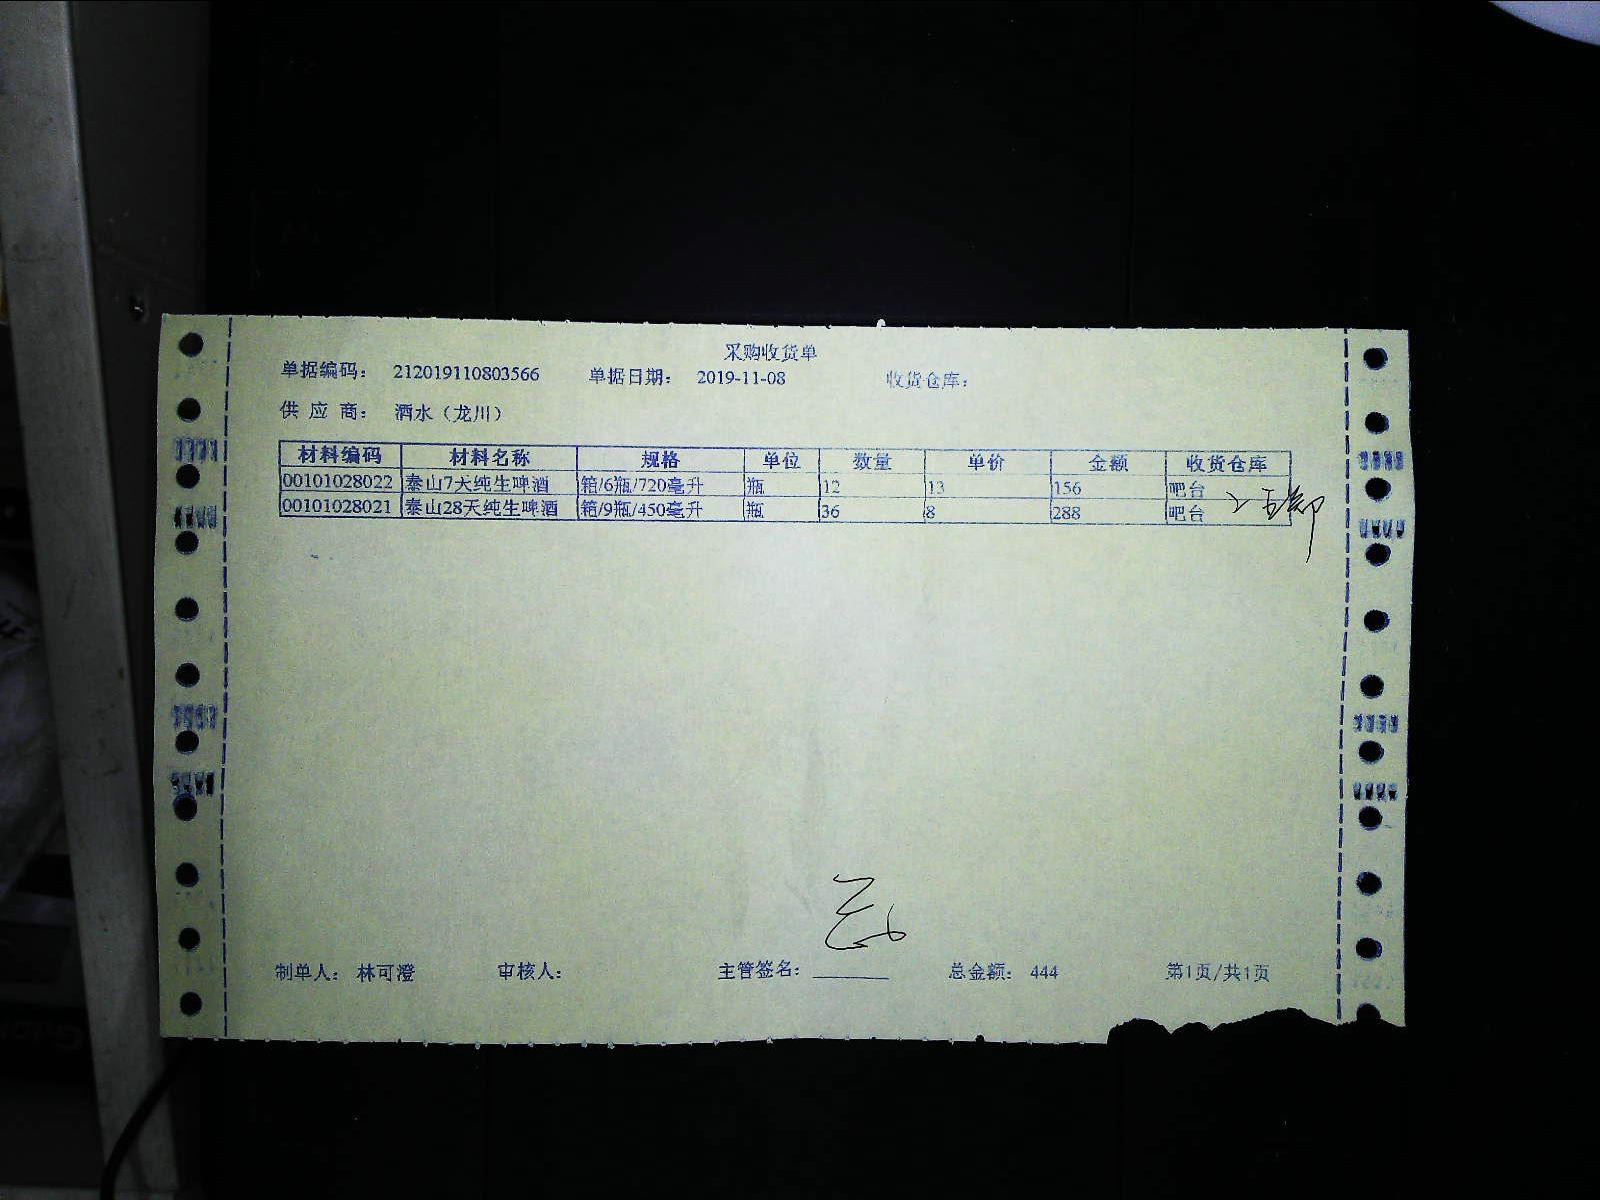 采购收货单
单据编码： 212019110803566 单据日期： 2019-11-08 收货仓库：
供 应 商： 酒水（龙川）
材料编码 材料名称 规格 单位 数量 单价 金额 收货仓库
00101028022 泰山7天纯生啤酒 箱/6瓶/720毫升 瓶 12 13 156 吧台
00101028021 泰山28天纯生啤酒 箱/9瓶/450毫升 瓶 36 8 288 吧台
制单人： 林可澄 审核人： 主管签名： 总金额： 444 第1页/共1页